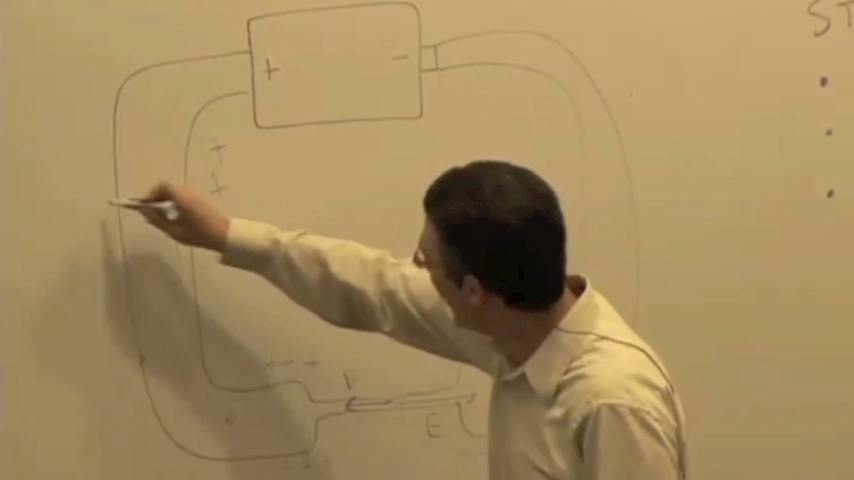 ST
+ -
+
+
+ - +
V
E
- - +